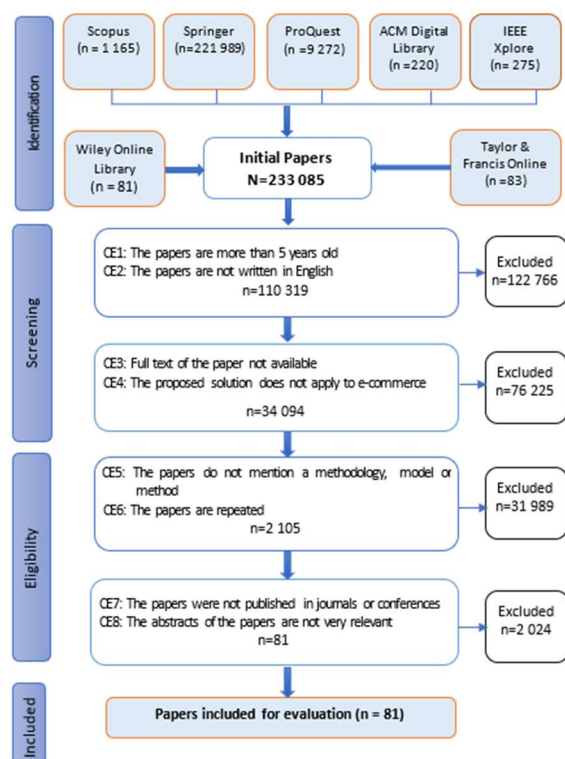 Identification
Scopus
(n = 1 165)
Springer
(n=221 989)
ProQuest
(n =9 272)
ACM Digital
Library
(n =220)
IEEE
Xplore
(n = 275)
Wiley Online
Library
(n = 81)
Initial Papers
N=233 085
Taylor &
Francis Online
(n =83)
Screening
CE1: The papers are more than 5 years old
CE2: The papers are not written in English
n=110 319
Excluded
n=122 766
CE3: Full text of the paper not available
CE4: The proposed solution does not apply to e-commerce
n=34 094
Excluded
n=76 225
Eligibility
CE5: The papers do not mention a methodology, model or
method
CE6: The papers are repeated
n=2 105
Excluded
n=31 989
CE7: The papers were not published in journals or conferences
CE8: The abstracts of the papers are not very relevant
n=81
Excluded
n=2 024
Included
Papers included for evaluation (n = 81)